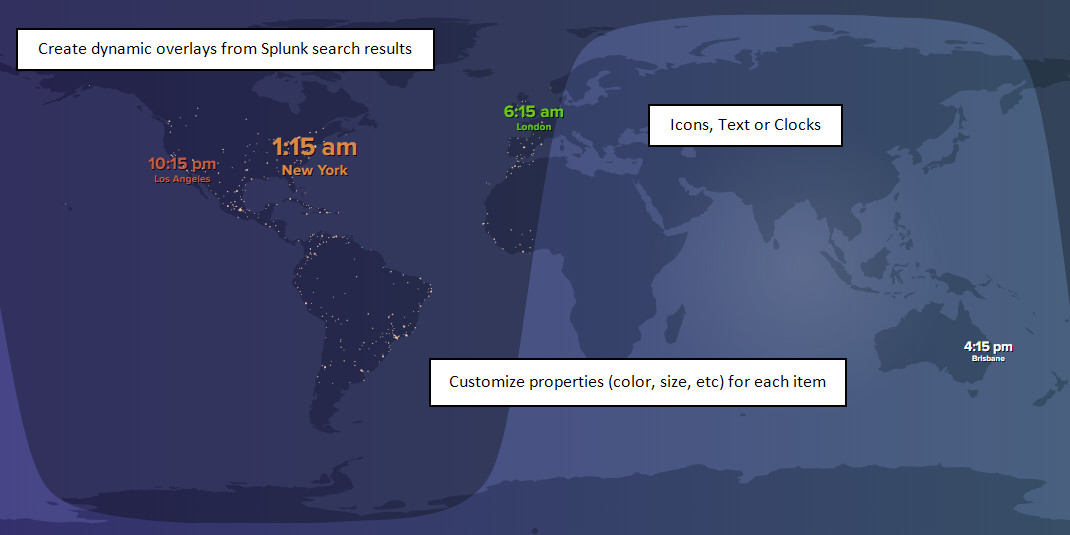 Create dynamic overlays from Splunk search results
6:15 am
London
Icons, Text or Clocks
1:15 am
New York
10:15 pm
Los Angeles
4:15 pm
Brisbane
Customize properties (color, size, etc) for each item